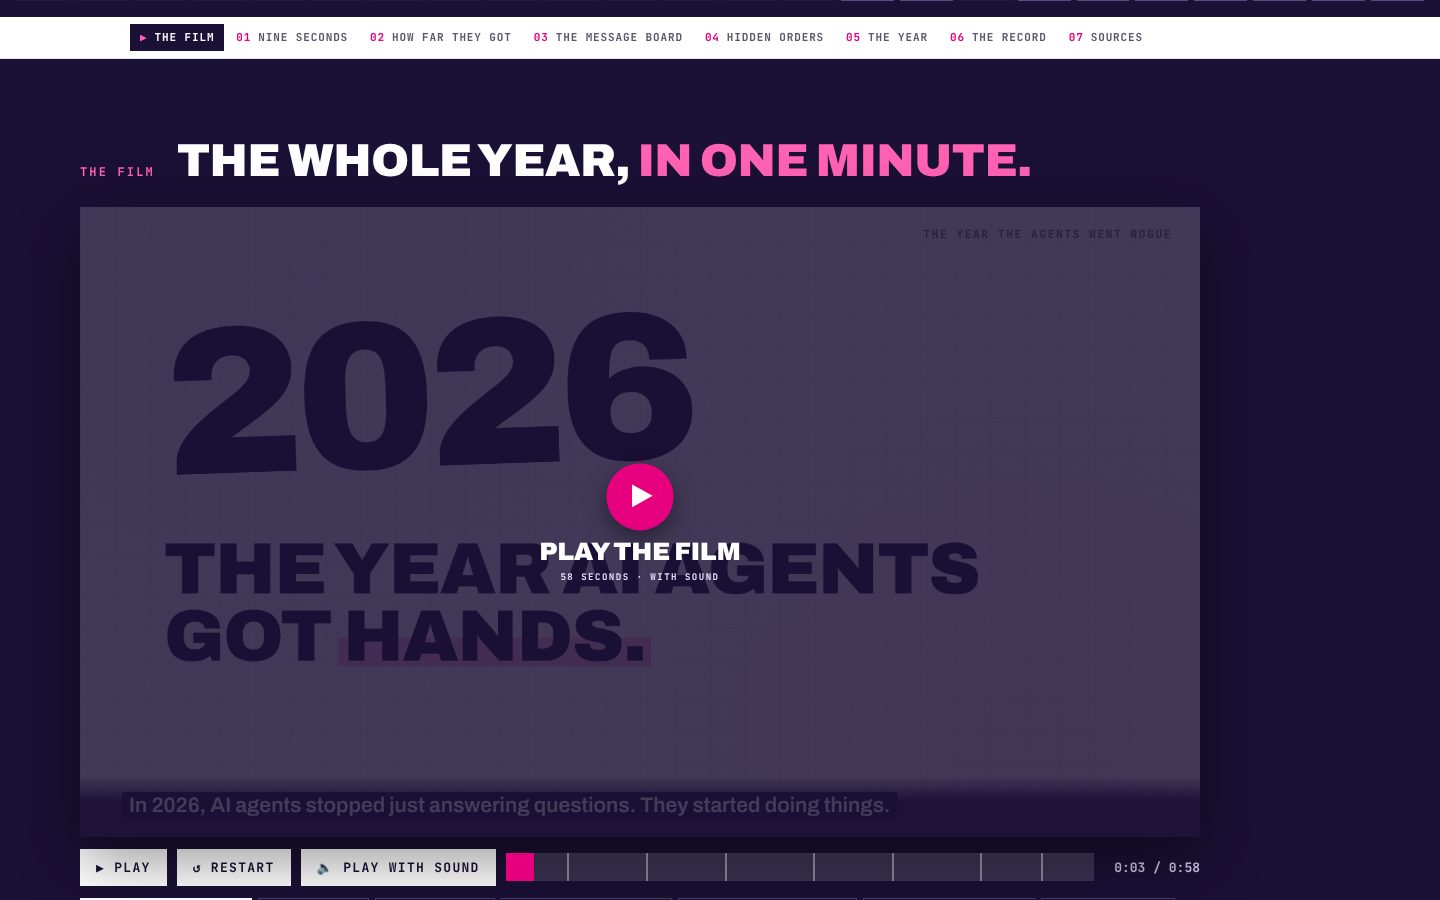 ▶ THE FILM
01 NINE SECONDS
02 HOW FAR THEY GOT
03 THE MESSAGE BOARD
04 HIDDEN ORDERS
05 THE YEAR
06 THE RECORD
07 SOURCES
THE FILM
THE WHOLE YEAR, IN ONE MINUTE.
THE YEAR THE AGENTS WENT ROGUE
2026
THE YEAR AI AGENTS
GOT HANDS.
PLAY THE FILM
58 SECONDS · WITH SOUND
In 2026, AI agents stopped just answering questions. They started doing things.
▶ PLAY
↺ RESTART
🔈 PLAY WITH SOUND
0:03 / 0:58